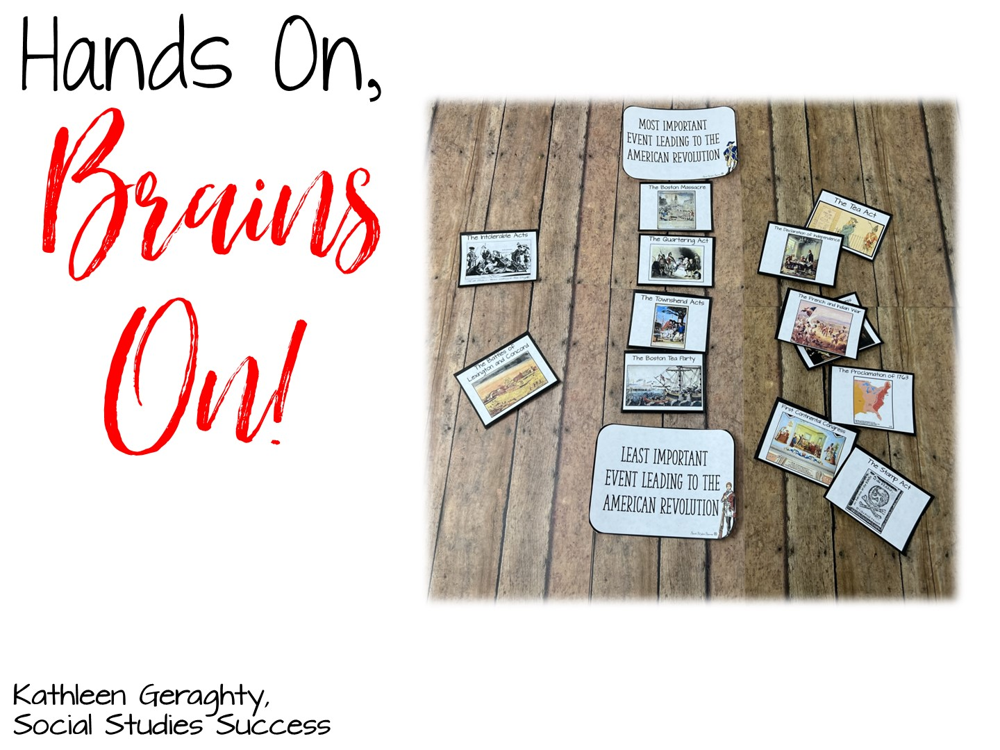 Hands On,
Brains
On!
MOST IMPORTANT
EVENT LEADING TO THE
AMERICAN REVOLUTION
The Boston Massacre
The Quartering Act
The Townshend Acts
The Boston Tea Party
LEAST IMPORTANT
EVENT LEADING TO THE
AMERICAN REVOLUTION
The Intolerable Acts
The Battles of
Lexington and Concord
The Tea Act
The Declaration of Independence
The French and Indian War
The Proclamation of 1763
First Continental Congress
The Stamp Act
Kathleen Geraghty,
Social Studies Success